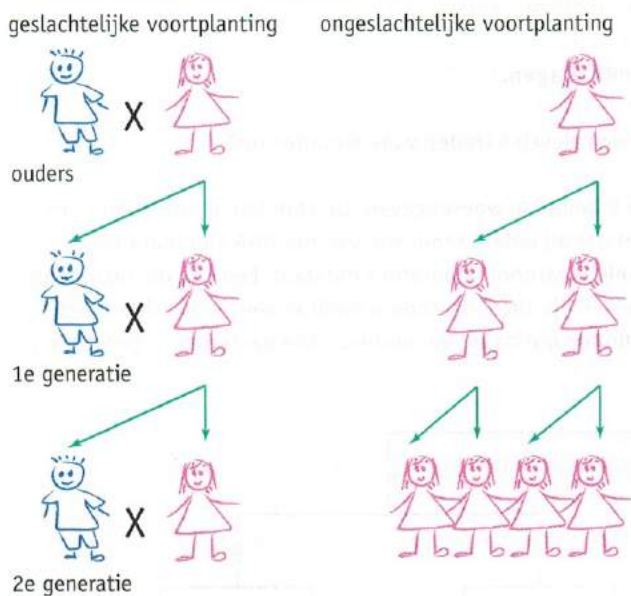 geslachtelijke voortplanting
ongeslachtelijke voortplanting
X
ouders
X
1e generatie
X
2e generatie